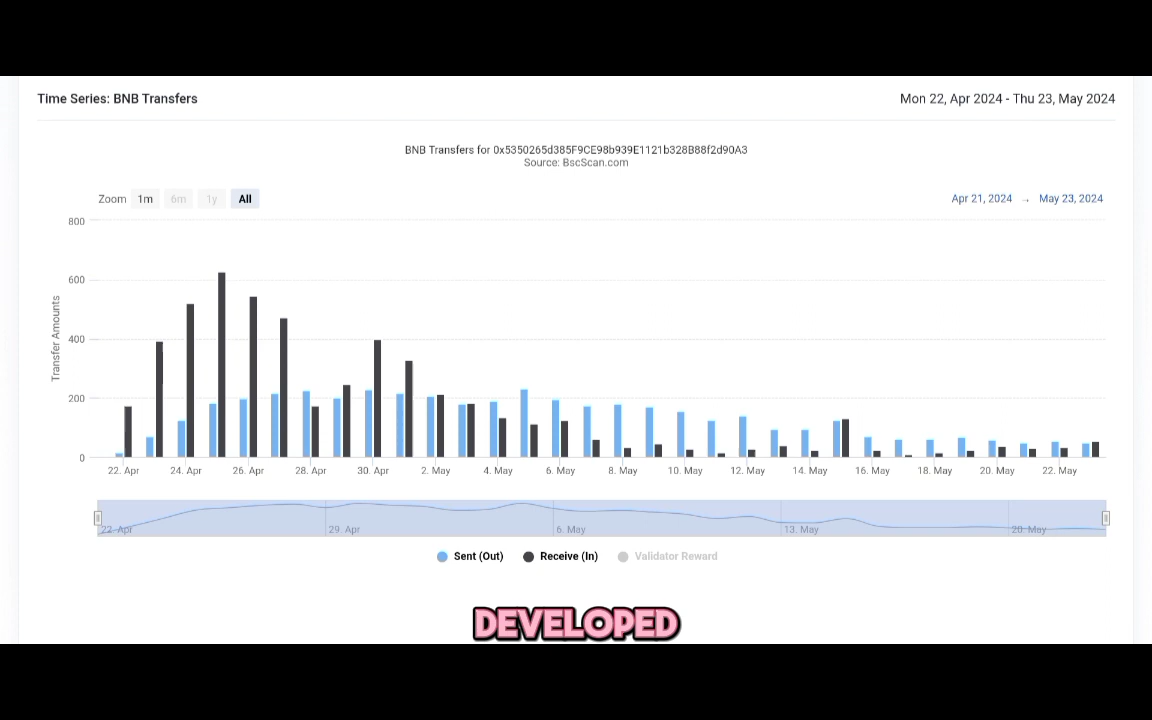 Time Series: BNB Transfers
Mon 22, Apr 2024 - Thu 23, May 2024
BNB Transfers for 0x5350265d385F9CE98b939E1121b328B88f2d90A3
Source: BscScan.com
Zoom 1m 6m 1y All
Apr 21, 2024 → May 23, 2024
Transfer Amounts
800
600
400
200
0
22. Apr 24. Apr 26. Apr 28. Apr 30. Apr 2. May 4. May 6. May 8. May 10. May 12. May 14. May 16. May 18. May 20. May 22. May
22. Apr 29. Apr 6. May 13. May 20. May
Sent (Out) Receive (In) Validator Reward
DEVELOPED